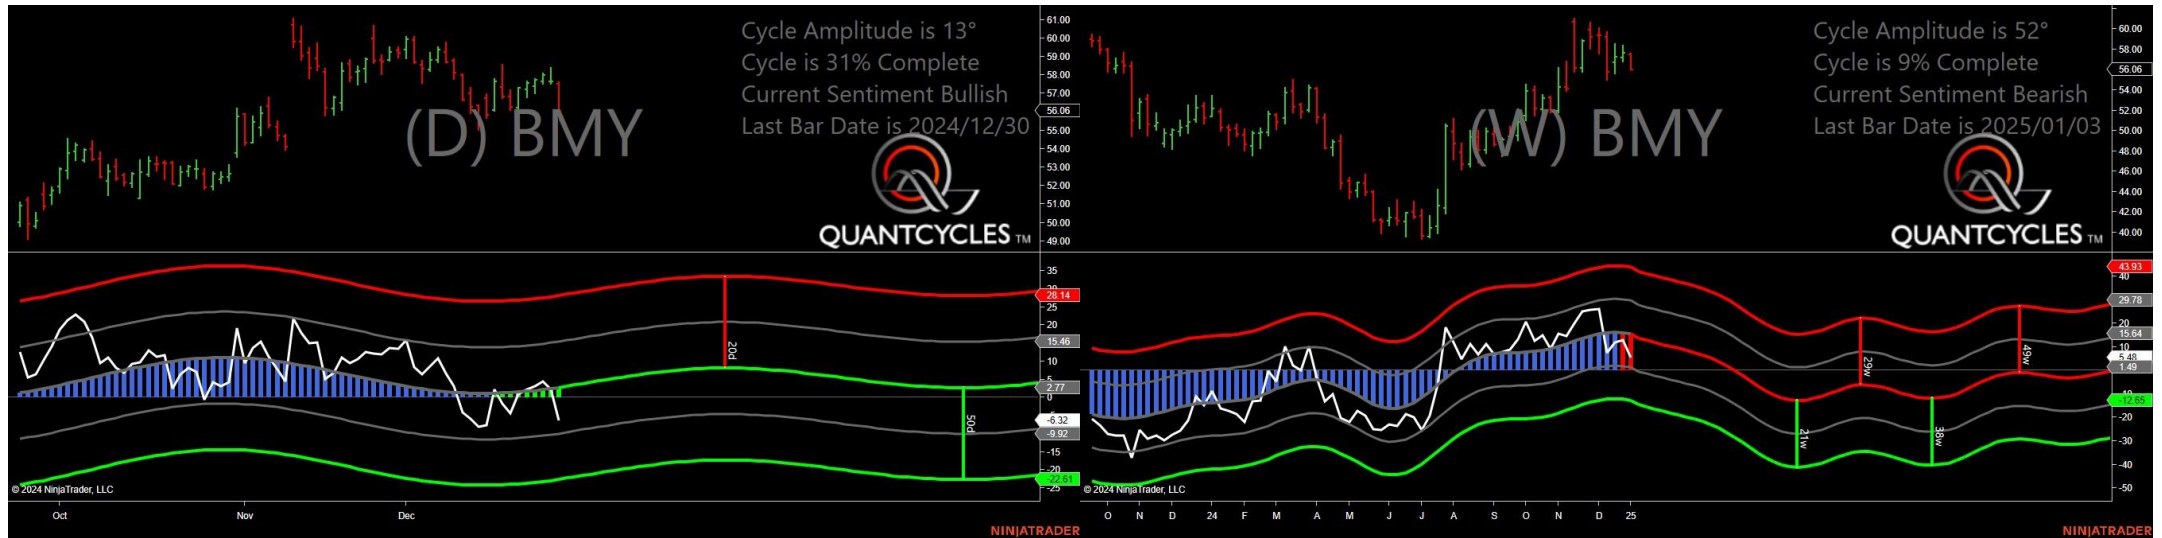 Cycle Amplitude is 13°
Cycle is 31% Complete
Current Sentiment Bullish
Last Bar Date is 2024/12/30
(D) BMY
QUANTCYCLES TM
61.00
60.00
59.00
58.00
57.00
56.06
55.00
54.00
53.00
52.00
51.00
50.00
49.00
35
28.14
25
20
15.46
10
5
2.77
0
-6.32
-9.92
-15
-20
-22.61
-25
20d
50d
© 2024 NinjaTrader, LLC
Oct
Nov
Dec
NINJATRADER
Cycle Amplitude is 52°
Cycle is 9% Complete
Current Sentiment Bearish
Last Bar Date is 2025/01/03
(W) BMY
QUANTCYCLES TM
60.00
58.00
56.06
54.00
52.00
50.00
48.00
46.00
44.00
42.00
40.00
43.93
40
29.78
20
15.64
10
5.48
1.49
-10
-12.65
-20
-30
-40
-50
21w
29w
38w
49w
© 2024 NinjaTrader, LLC
O N D 24 F M A M J J A S O N D 25
NINJATRADER